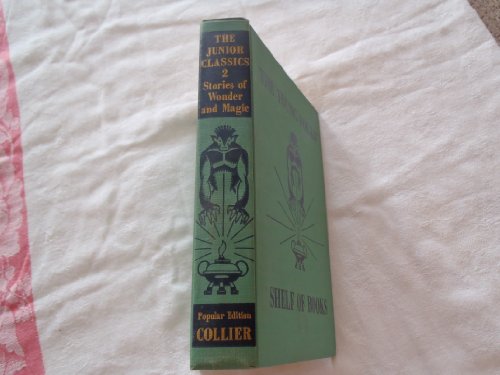 THE
JUNIOR
CLASSICS
2
Stories of
Wonder
and Magic
Popular Edition
COLLIER
SHELF OF BOOKS